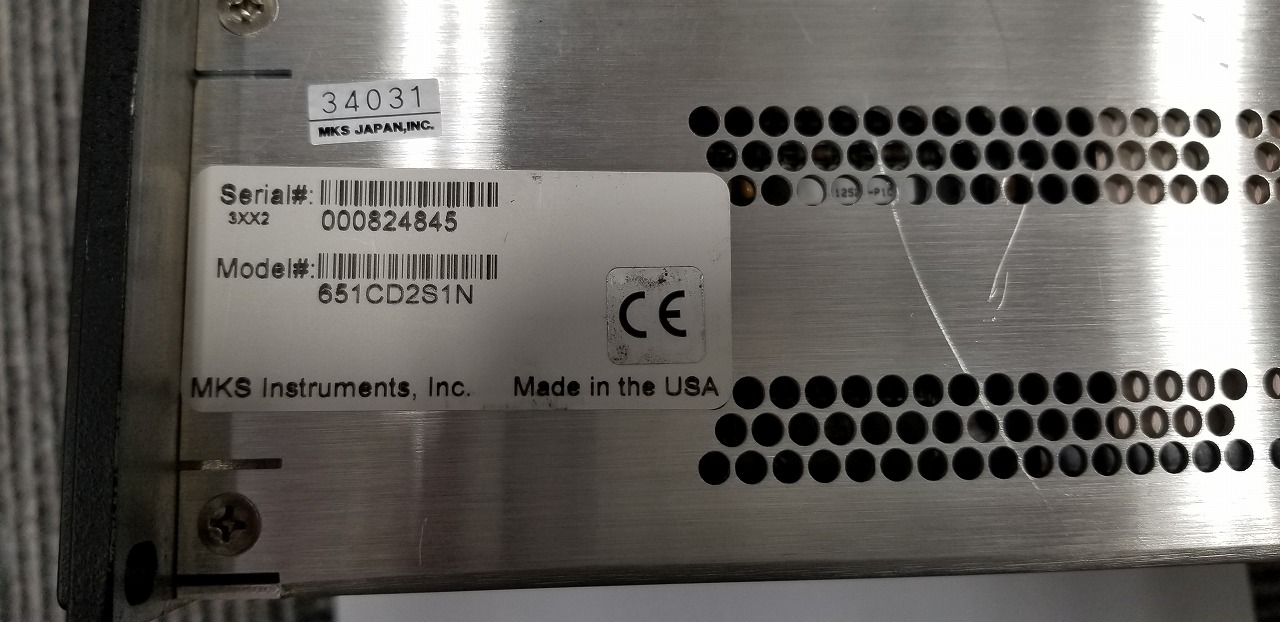 34031
MKS JAPAN,INC.
Serial#:
3XX2
000824845
Model#:
651CD2S1N
CE
MKS Instruments, Inc.
Made in the USA